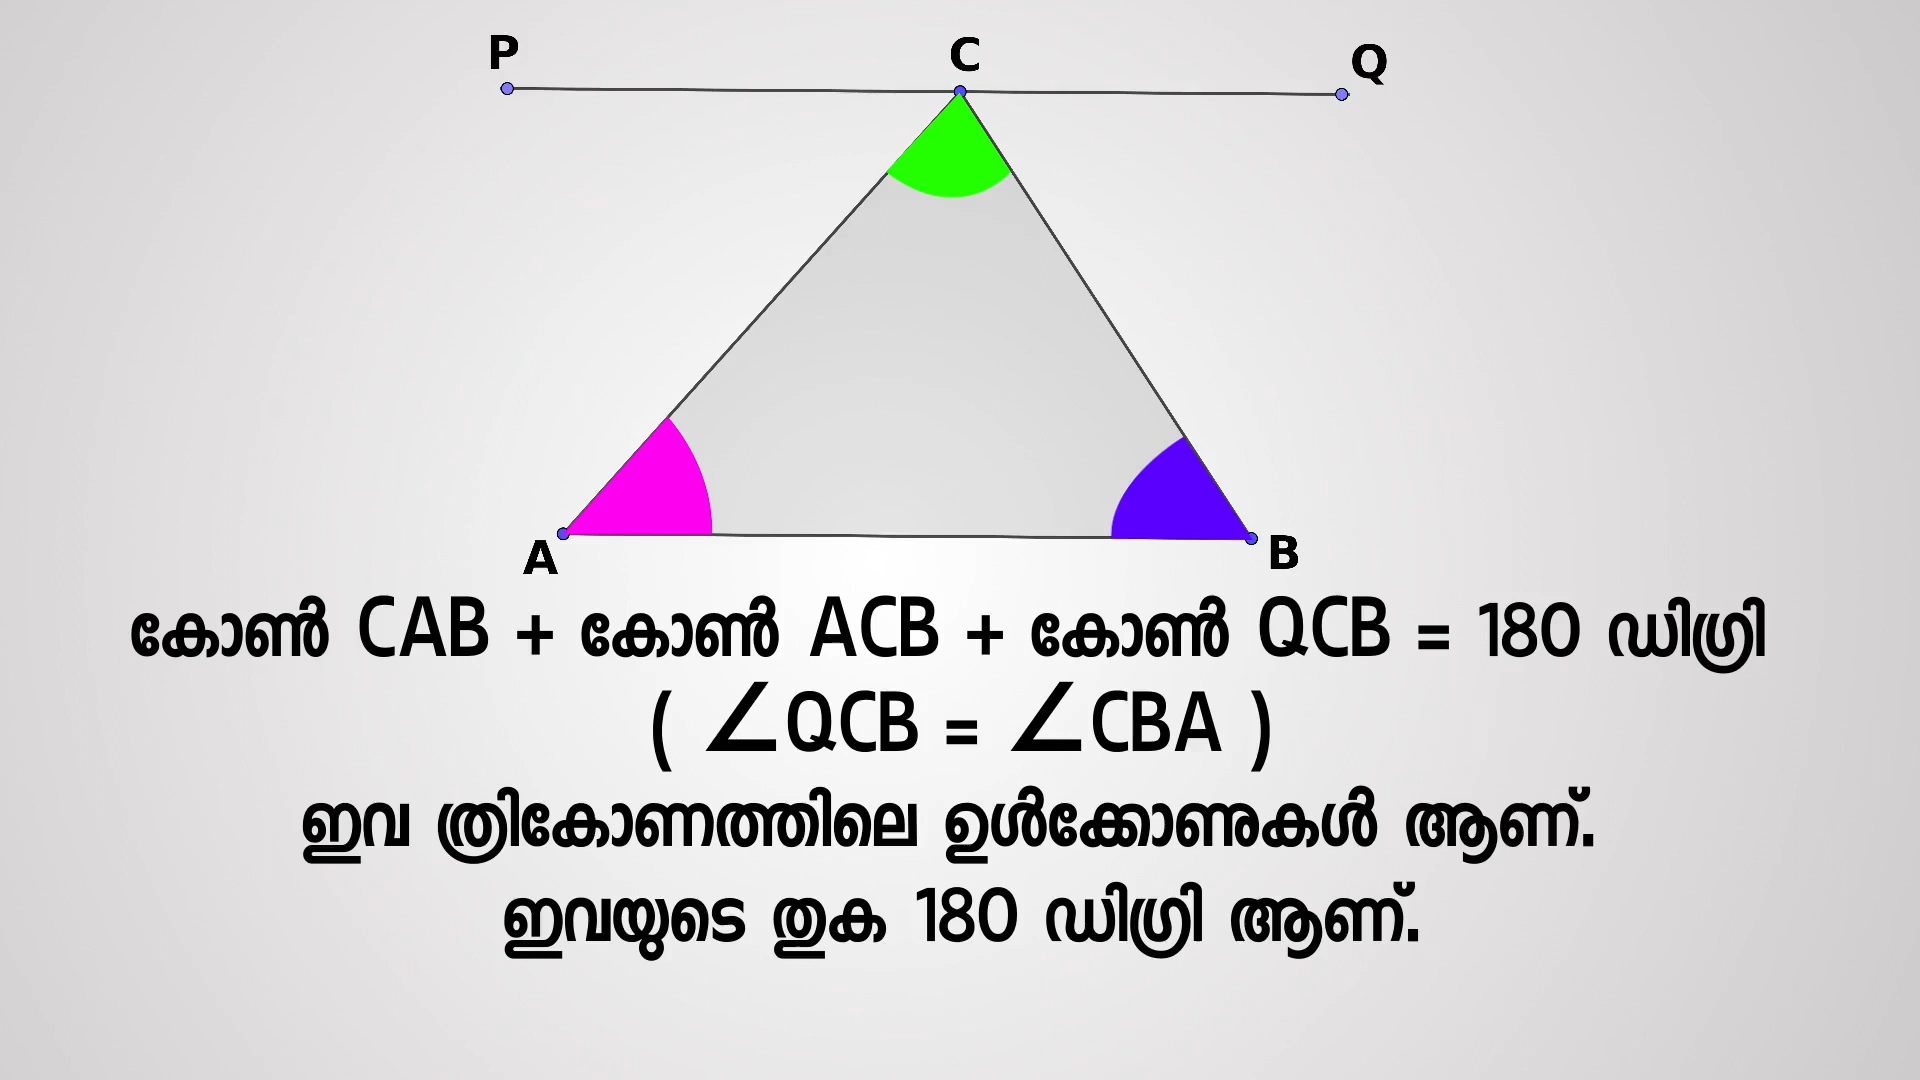 P C Q
A B
കോൺ CAB + കോൺ ACB + കോൺ QCB = 180 ഡിഗ്രി
( ∠QCB = ∠CBA )
ഇവ ത്രികോണത്തിലെ ഉൾക്കോണുകൾ ആണ്.
ഇവയുടെ തുക 180 ഡിഗ്രി ആണ്.